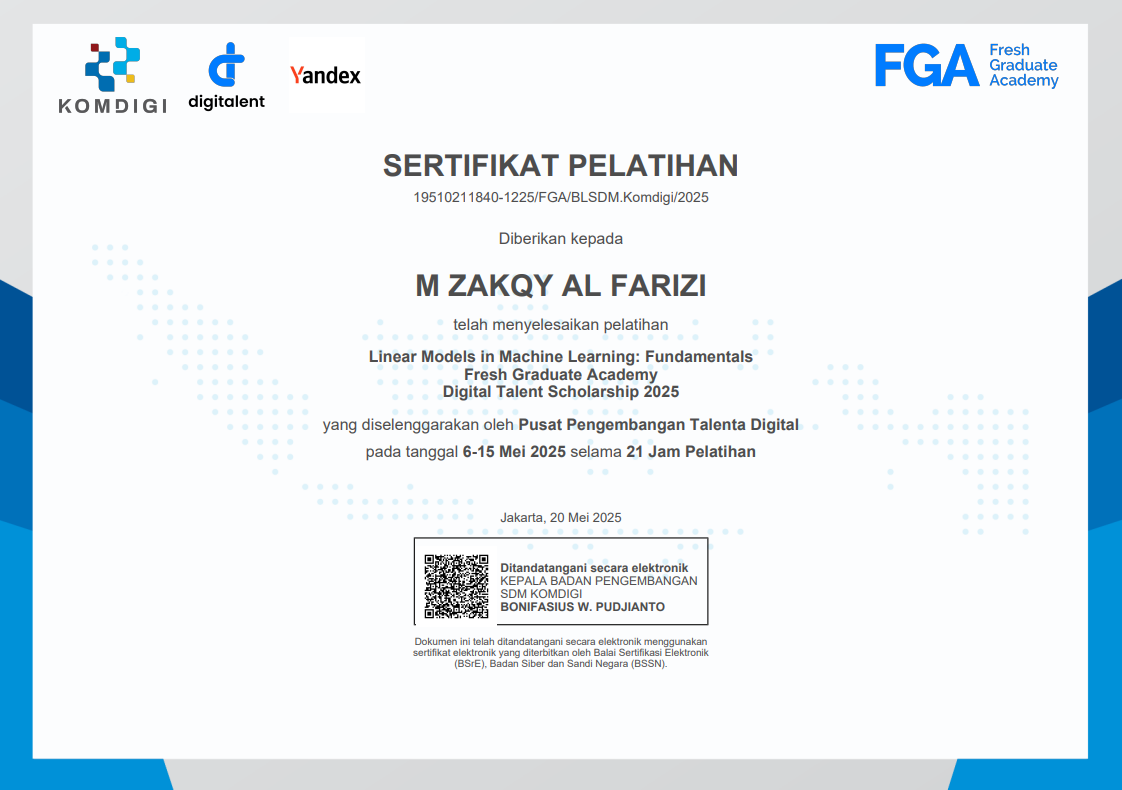 KOMDIGI
digitalent
Yandex
FGA
Fresh
Graduate
Academy
SERTIFIKAT PELATIHAN
19510211840-1225/FGA/BLSDM.Komdigi/2025
Diberikan kepada
M ZAKQY AL FARIZI
telah menyelesaikan pelatihan
Linear Models in Machine Learning: Fundamentals
Fresh Graduate Academy
Digital Talent Scholarship 2025
yang diselenggarakan oleh Pusat Pengembangan Talenta Digital
pada tanggal 6-15 Mei 2025 selama 21 Jam Pelatihan
Jakarta, 20 Mei 2025
Ditandatangani secara elektronik
KEPALA BADAN PENGEMBANGAN
SDM KOMDIGI
BONIFASIUS W. PUDJIANTO
Dokumen ini telah ditandatangani secara elektronik menggunakan
sertifikat elektronik yang diterbitkan oleh Balai Sertifikasi Elektronik
(BSrE), Badan Siber dan Sandi Negara (BSSN).